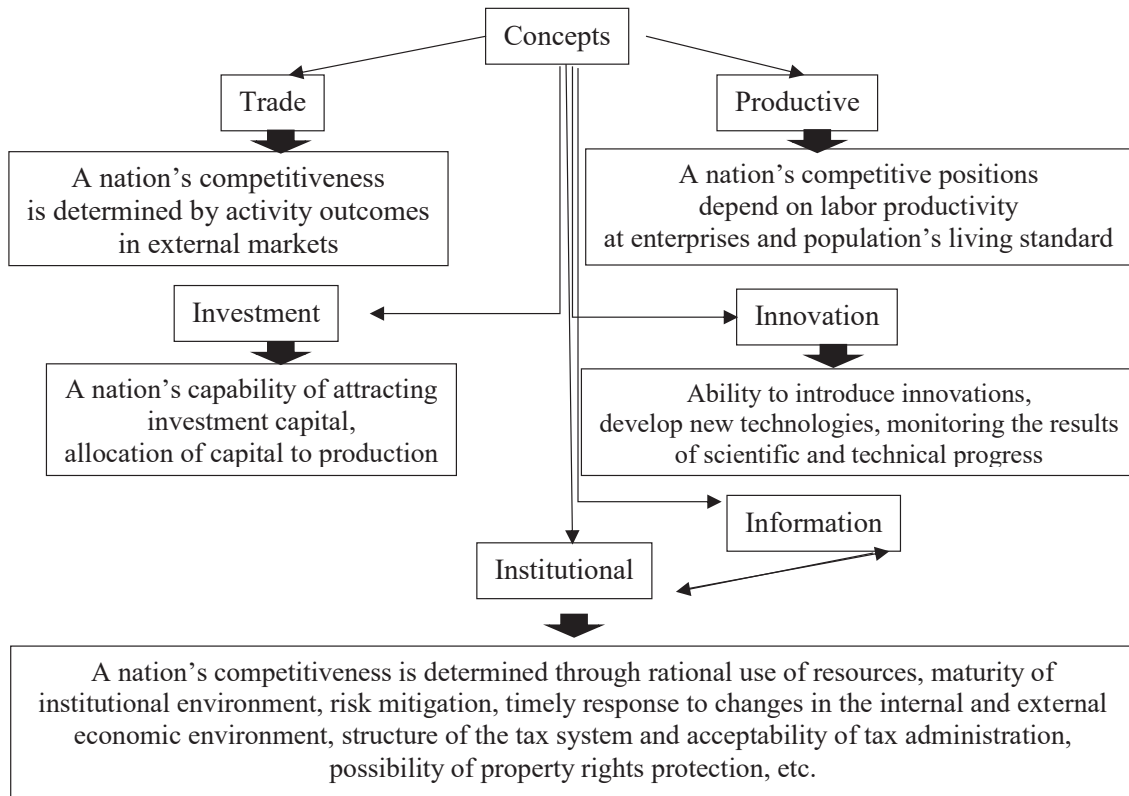 Concepts
Trade
Productive
A nation’s competitiveness
is determined by activity outcomes
in external markets
A nation’s competitive positions
depend on labor productivity
at enterprises and population’s living standard
Investment
Innovation
A nation’s capability of attracting
investment capital,
allocation of capital to production
Ability to introduce innovations,
develop new technologies, monitoring the results
of scientific and technical progress
Information
Institutional
A nation’s competitiveness is determined through rational use of resources, maturity of
institutional environment, risk mitigation, timely response to changes in the internal and external
economic environment, structure of the tax system and acceptability of tax administration,
possibility of property rights protection, etc.